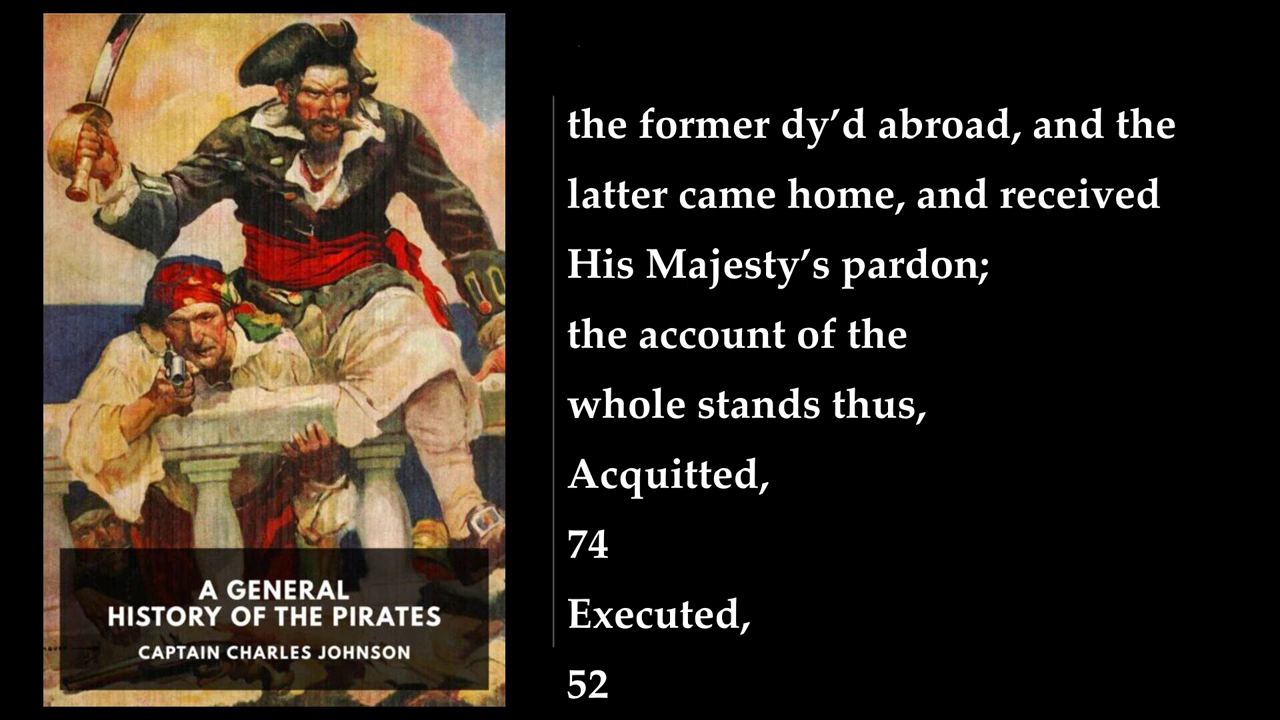 A GENERAL
HISTORY OF THE PIRATES
CAPTAIN CHARLES JOHNSON
the former dy’d abroad, and the
latter came home, and received
His Majesty’s pardon;
the account of the
whole stands thus,
Acquitted,
74
Executed,
52